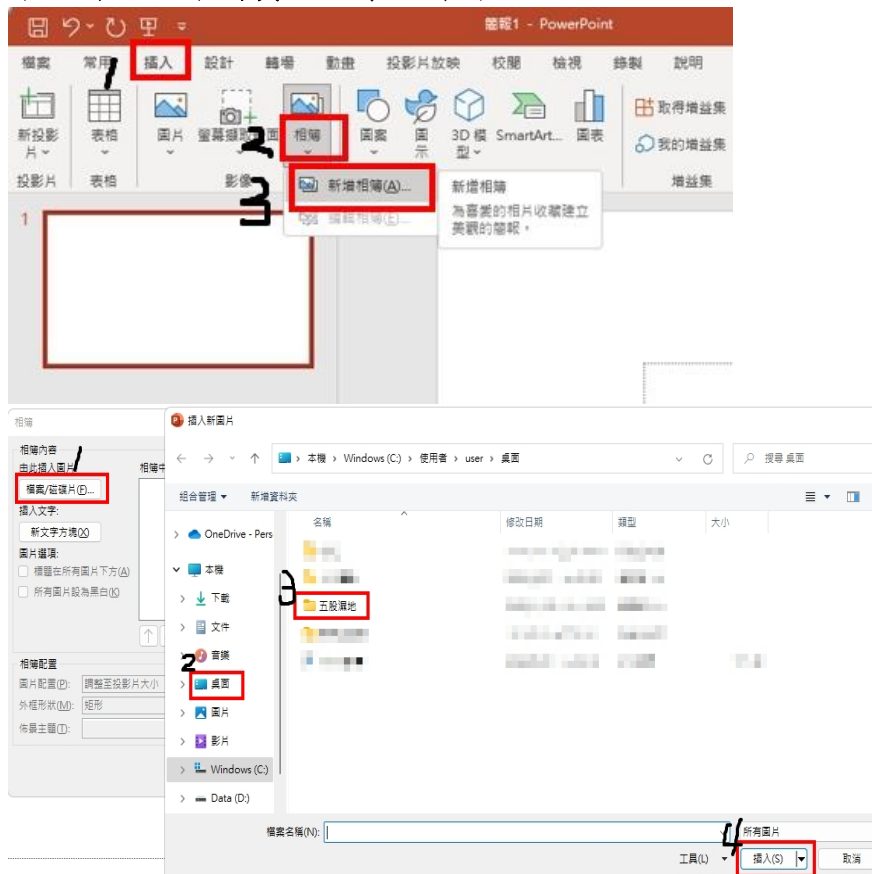 簡報1 - PowerPoint
檔案 常用 插入 設計 轉場 動畫 投影片放映 校閱 檢視 錄製 說明
1
新投影片 表格 圖片 螢幕擷取 面 相簿 圖案 圖示 3D 模型 SmartArt... 圖表 取得增益集
我的增益集
2
投影片 表格 影像 增益集
3
新增相簿(A)...
編輯相簿(E)...
新增相簿
為喜愛的相片收藏建立
美觀的簡報。
1
相簿
相簿內容
由此插入圖片 相簿中
1
檔案/磁碟片(F)...
插入文字:
新文字方塊(X)
圖片選項:
標題在所有圖片下方(A)
所有圖片設為黑白(K)
相簿配置
圖片配置(P): 調整至投影片大小
外框形狀(M): 矩形
佈景主題(T):
插入新圖片
本機 › Windows (C:) › 使用者 › user › 桌面
搜尋 桌面
組合管理 新增資料夾
名稱 修改日期 類型 大小
OneDrive - Pers
本機
下載
文件
音樂
2
桌面
圖片
影片
Windows (C:)
Data (D:)
3
五股濕地
檔案名稱(N):
所有圖片
4
工具(L) 插入(S) 取消